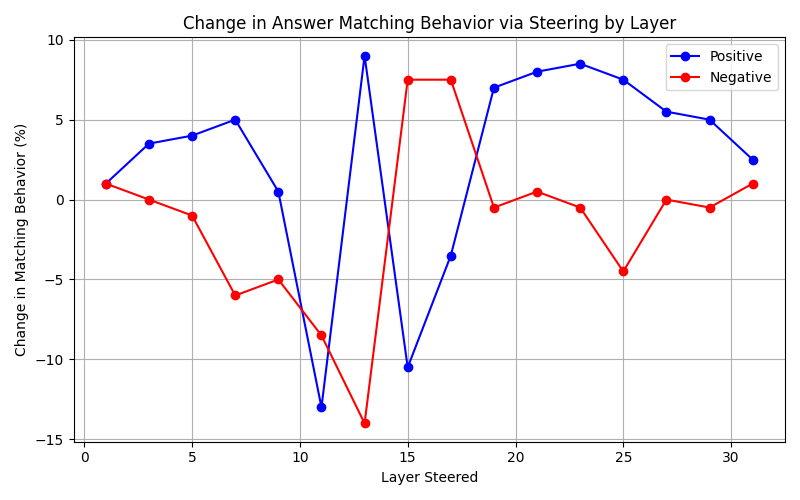 Change in Answer Matching Behavior via Steering by Layer
Change in Matching Behavior (%)
10
5
0
−5
−10
−15
Positive
Negative
0
5
10
15
20
25
30
Layer Steered